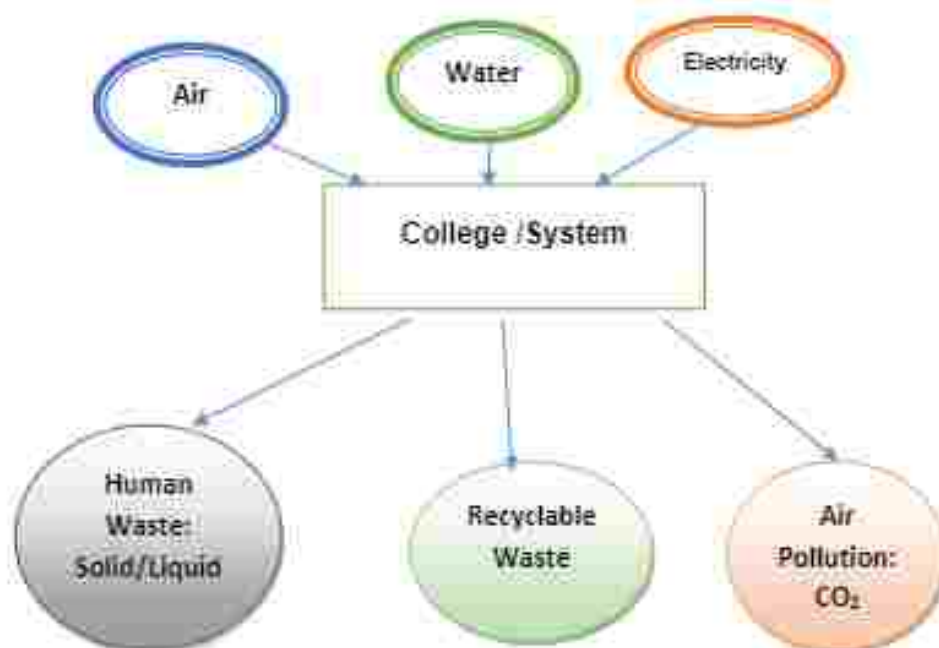 Air
Water
Electricity
College /System
Human
Waste:
Solid/Liquid
Recyclable
Waste
Air
Pollution:
CO₂